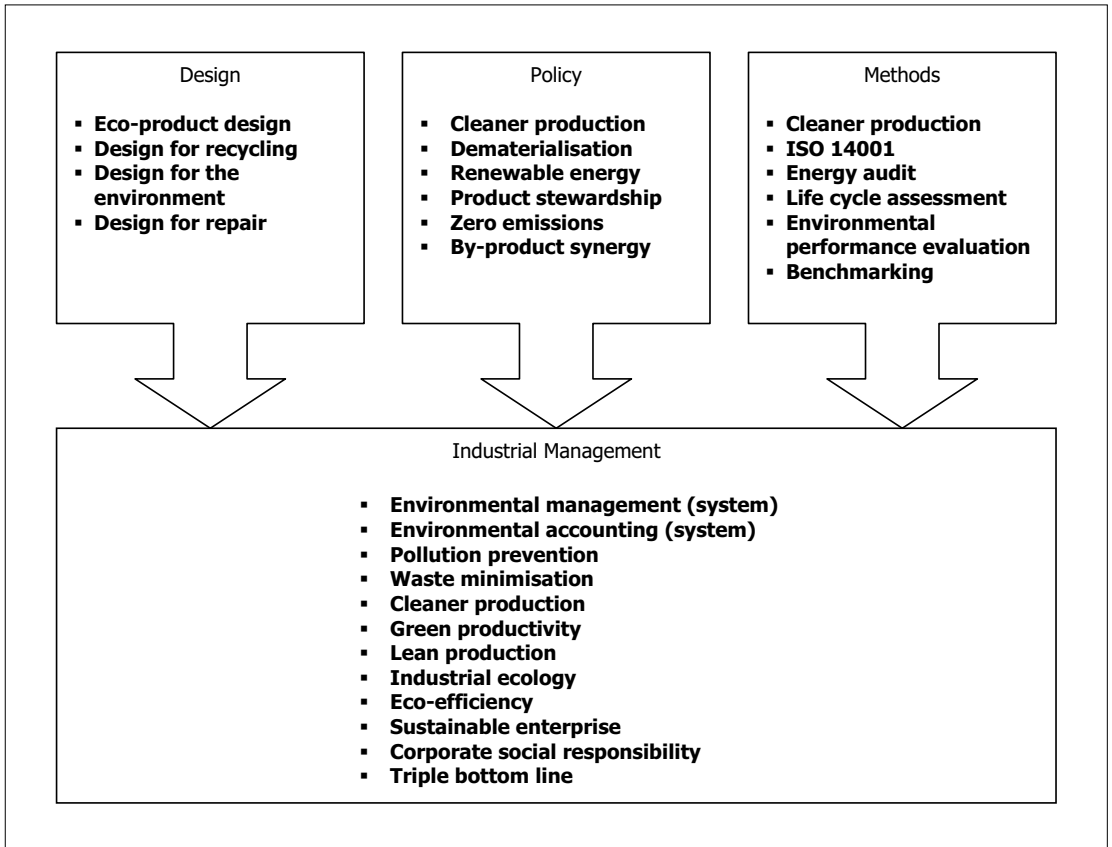 Design
▪ Eco-product design
▪ Design for recycling
▪ Design for the
environment
▪ Design for repair
Policy
▪ Cleaner production
▪ Dematerialisation
▪ Renewable energy
▪ Product stewardship
▪ Zero emissions
▪ By-product synergy
Methods
▪ Cleaner production
▪ ISO 14001
▪ Energy audit
▪ Life cycle assessment
▪ Environmental
performance evaluation
▪ Benchmarking
Industrial Management
▪ Environmental management (system)
▪ Environmental accounting (system)
▪ Pollution prevention
▪ Waste minimisation
▪ Cleaner production
▪ Green productivity
▪ Lean production
▪ Industrial ecology
▪ Eco-efficiency
▪ Sustainable enterprise
▪ Corporate social responsibility
▪ Triple bottom line